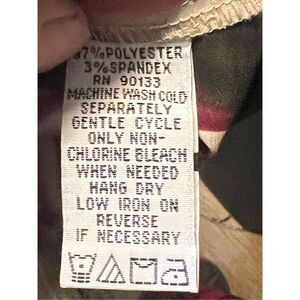 97%POLYESTER
3%SPANDEX
RN 90133
MACHINE WASH COLD
SEPARATELY
GENTLE CYCLE
ONLY NON-
CHLORINE BLEACH
WHEN NEEDED
HANG DRY
LOW IRON ON
REVERSE
IF NECESSARY